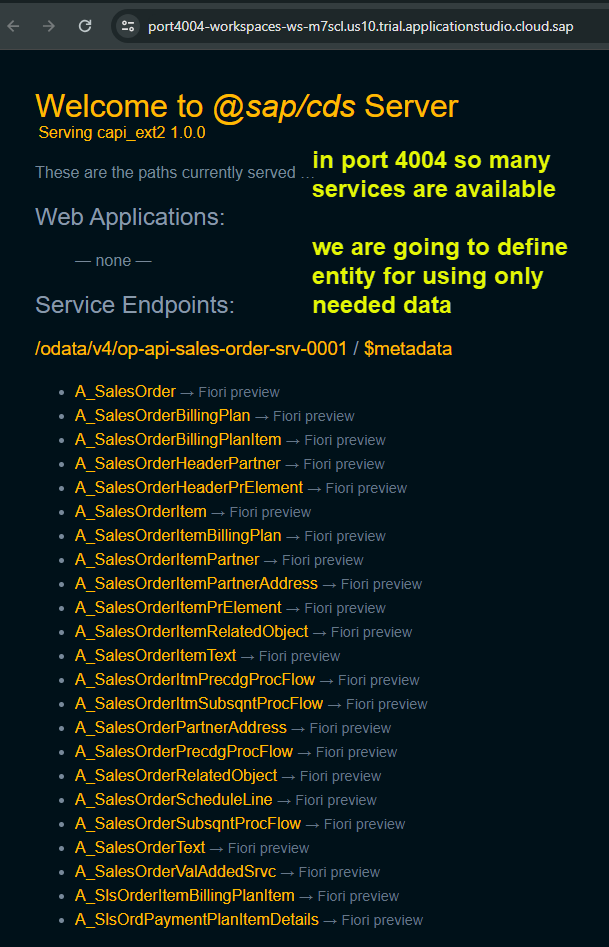 port4004-workspaces-ws-m7scl.us10.trial.applicationstudio.cloud.sap
Welcome to @sap/cds Server
Serving capi_ext2 1.0.0
These are the paths currently served …
in port 4004 so many
services are available
Web Applications:
— none —
we are going to define
entity for using only
needed data
Service Endpoints:
/odata/v4/op-api-sales-order-srv-0001 / $metadata
A_SalesOrder → Fiori preview
A_SalesOrderBillingPlan → Fiori preview
A_SalesOrderBillingPlanItem → Fiori preview
A_SalesOrderHeaderPartner → Fiori preview
A_SalesOrderHeaderPrElement → Fiori preview
A_SalesOrderItem → Fiori preview
A_SalesOrderItemBillingPlan → Fiori preview
A_SalesOrderItemPartner → Fiori preview
A_SalesOrderItemPartnerAddress → Fiori preview
A_SalesOrderItemPrElement → Fiori preview
A_SalesOrderItemRelatedObject → Fiori preview
A_SalesOrderItemText → Fiori preview
A_SalesOrderItmPrecdgProcFlow → Fiori preview
A_SalesOrderItmSubsqntProcFlow → Fiori preview
A_SalesOrderPartnerAddress → Fiori preview
A_SalesOrderPrecdgProcFlow → Fiori preview
A_SalesOrderRelatedObject → Fiori preview
A_SalesOrderScheduleLine → Fiori preview
A_SalesOrderSubsqntProcFlow → Fiori preview
A_SalesOrderText → Fiori preview
A_SalesOrderValAddedSrvc → Fiori preview
A_SlsOrderItemBillingPlanItem → Fiori preview
A_SlsOrdPaymentPlanItemDetails → Fiori preview